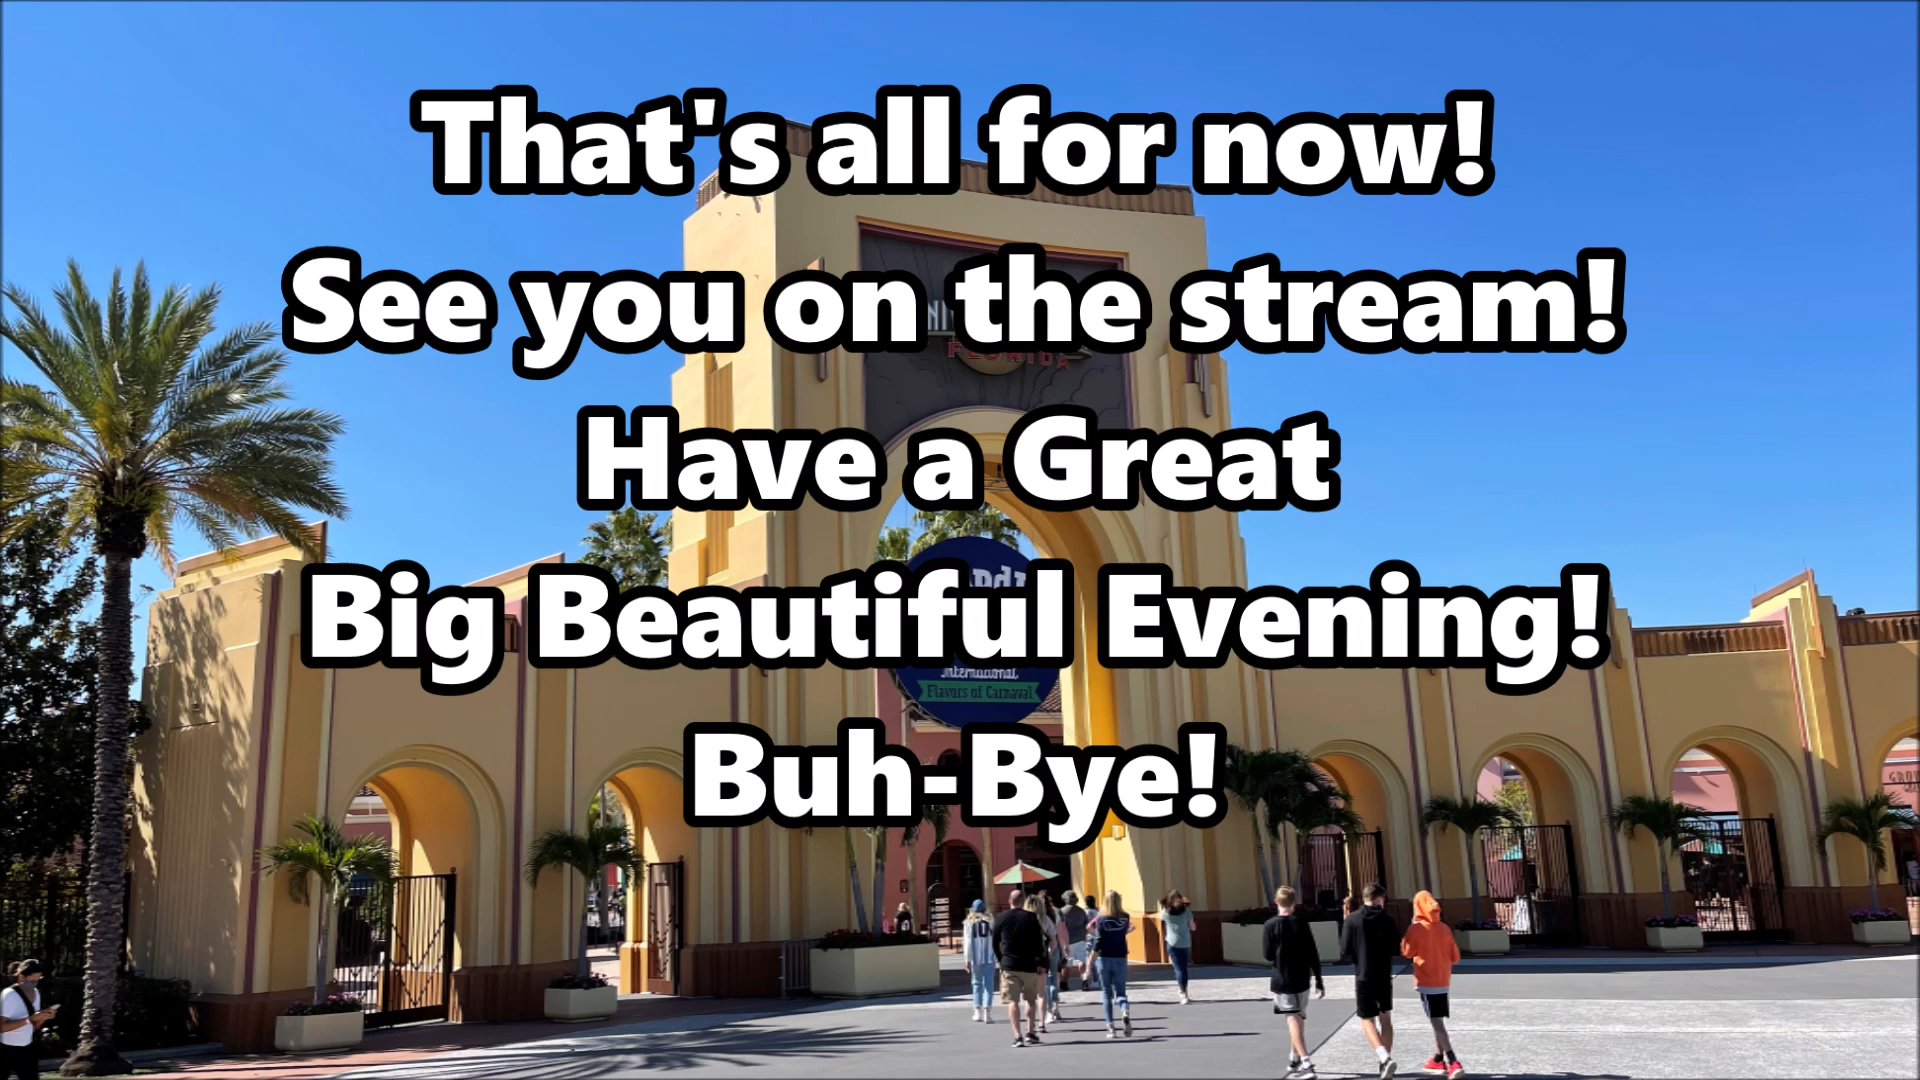 That's all for now!
See you on the stream!
Have a Great
Big Beautiful Evening!
Buh-Bye!
FLORIDA
International
Flavors of Carnaval